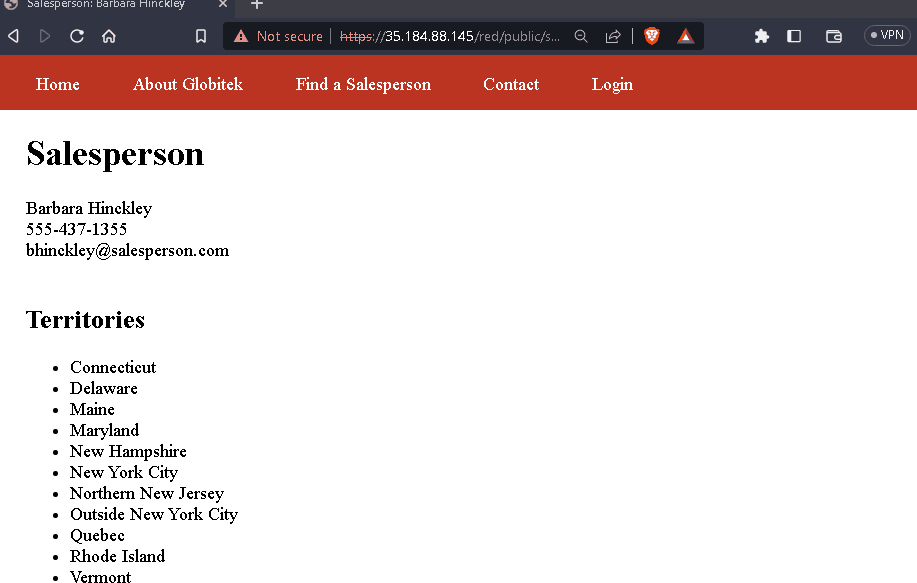 Salesperson: Barbara Hinckley
Not secure https://35.184.88.145/red/public/s...
VPN
Home About Globitek Find a Salesperson Contact Login
Salesperson
Barbara Hinckley
555-437-1355
bhinckley@salesperson.com
Territories
Connecticut
Delaware
Maine
Maryland
New Hampshire
New York City
Northern New Jersey
Outside New York City
Quebec
Rhode Island
Vermont